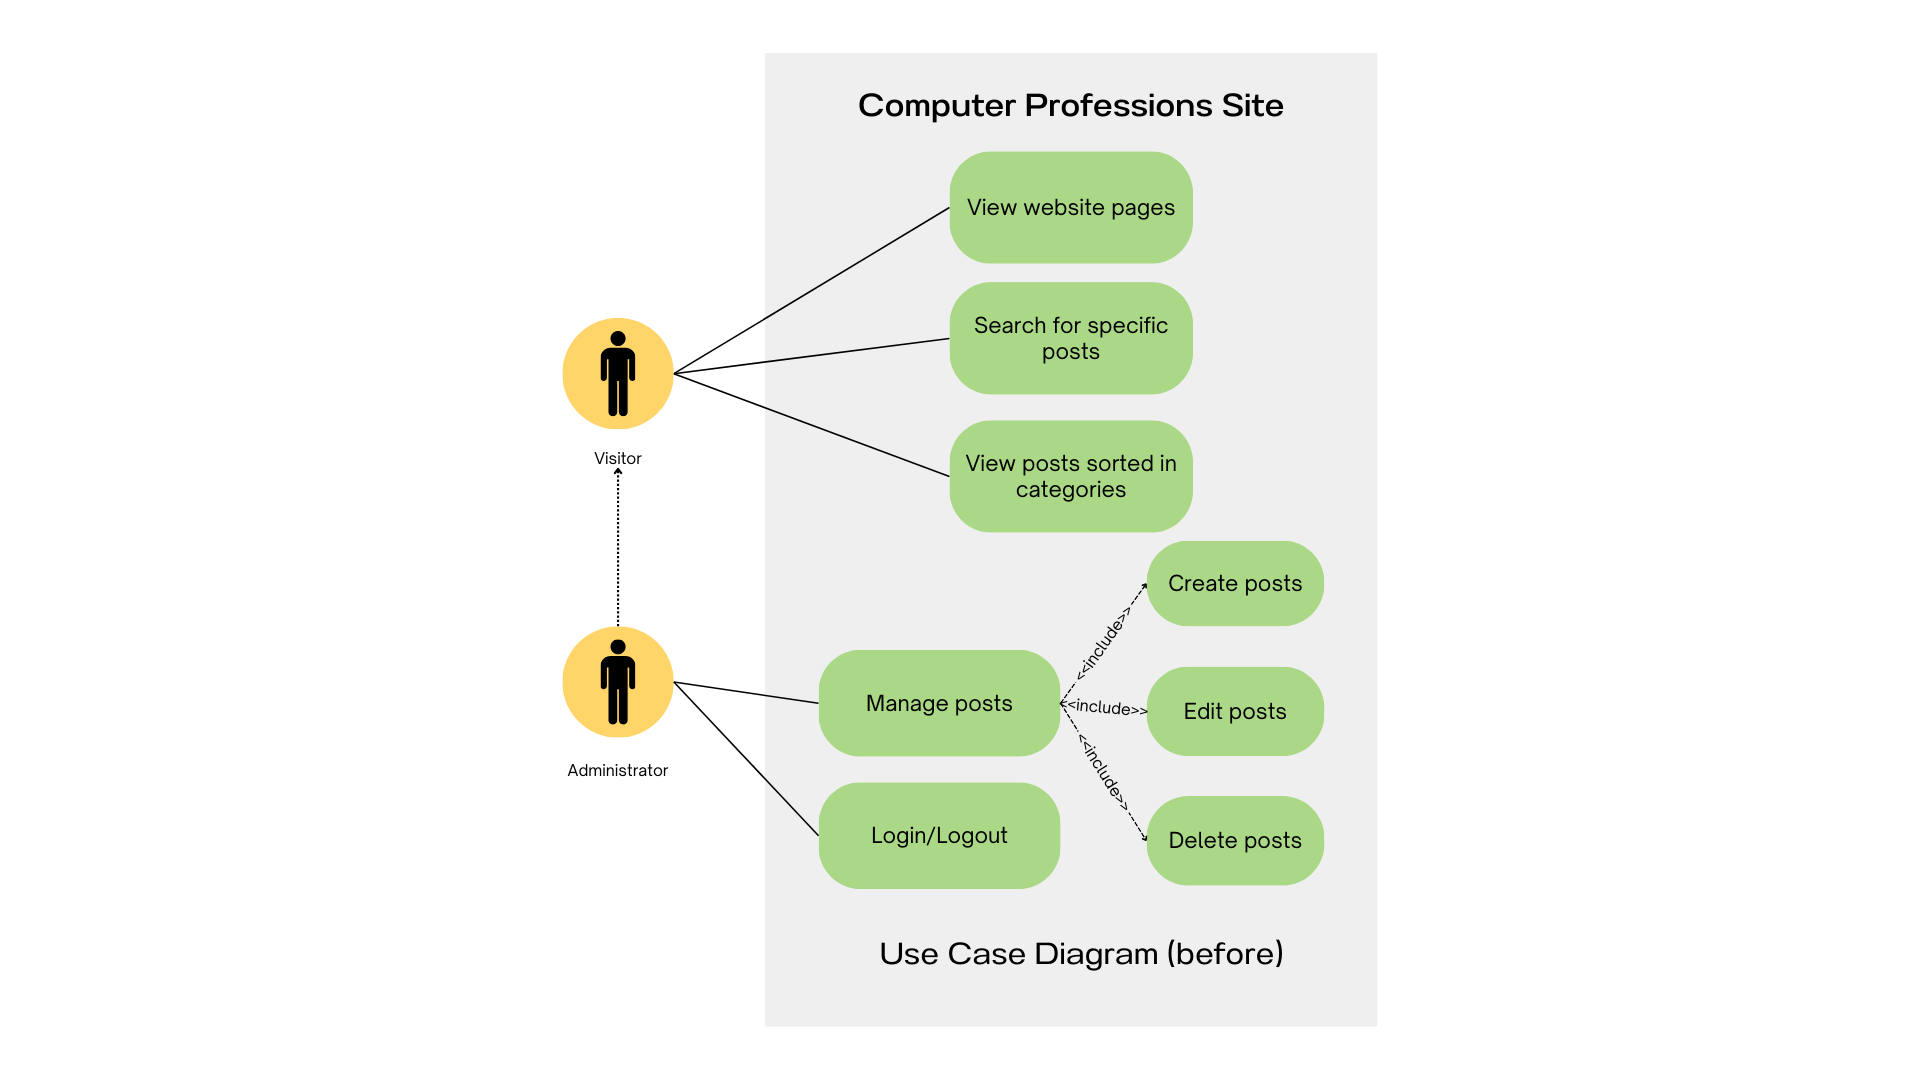 Computer Professions Site
View website pages
Search for specific
posts
View posts sorted in
categories
Visitor
Create posts
<<include>>
Manage posts
<<include>>
Edit posts
<<include>>
Administrator
Login/Logout
Delete posts
Use Case Diagram (before)